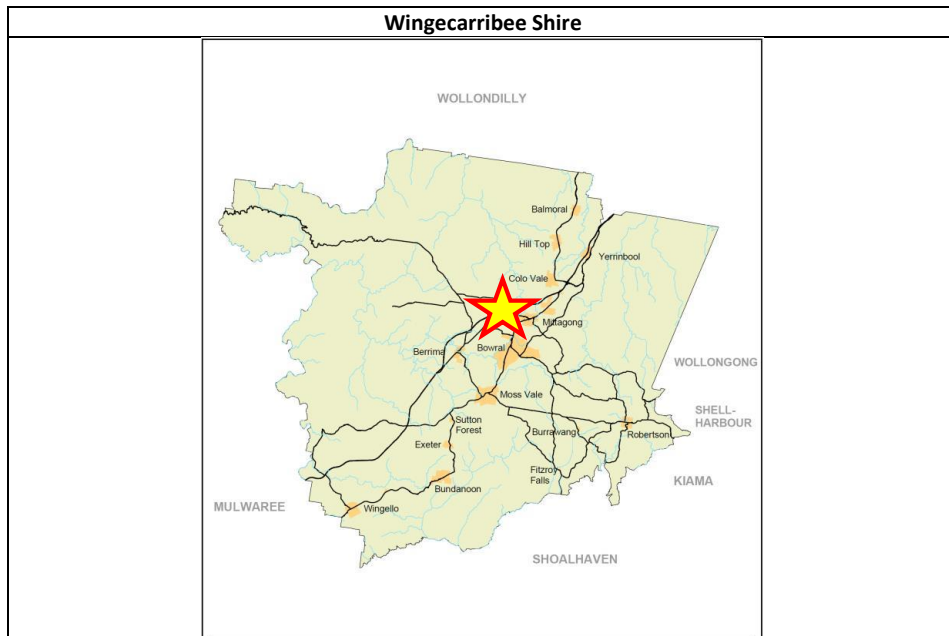 Wingecarribee Shire
WOLLONDILLY
Balmoral
Hill Top
Yerrinbool
Colo Vale
Mittagong
Berrima
Bowral
WOLLONGONG
Moss Vale
SHELL-
HARBOUR
Sutton
Forest
Burrawang
Robertson
Exeter
Fitzroy
Falls
KIAMA
Bundanoon
MULWAREE
Wingello
SHOALHAVEN